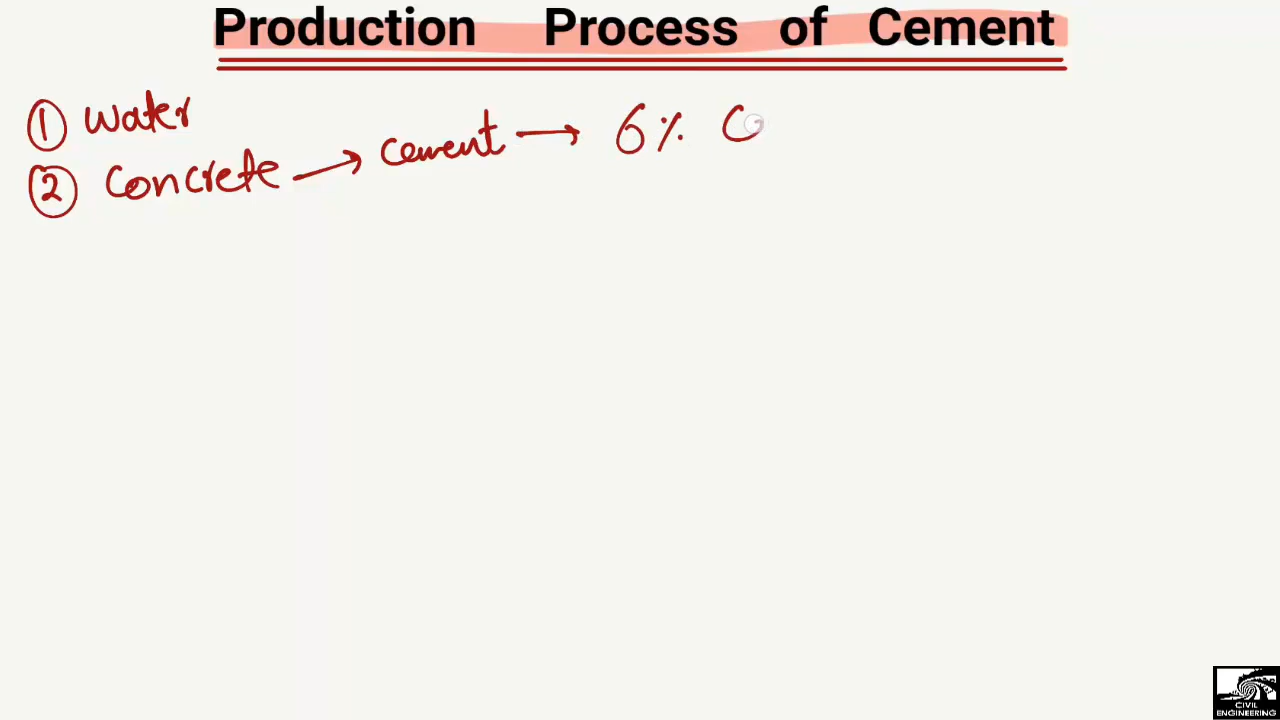 Production Process of Cement
① Water
② Concrete → cement → 6% C
CIVIL
ENGINEERING